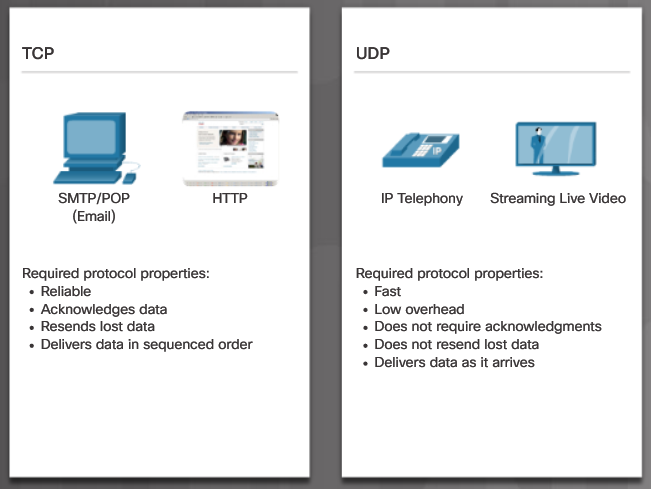 TCP
SMTP/POP
(Email)
HTTP
Required protocol properties:
• Reliable
• Acknowledges data
• Resends lost data
• Delivers data in sequenced order
UDP
IP
IP Telephony
Streaming Live Video
Required protocol properties:
• Fast
• Low overhead
• Does not require acknowledgments
• Does not resend lost data
• Delivers data as it arrives